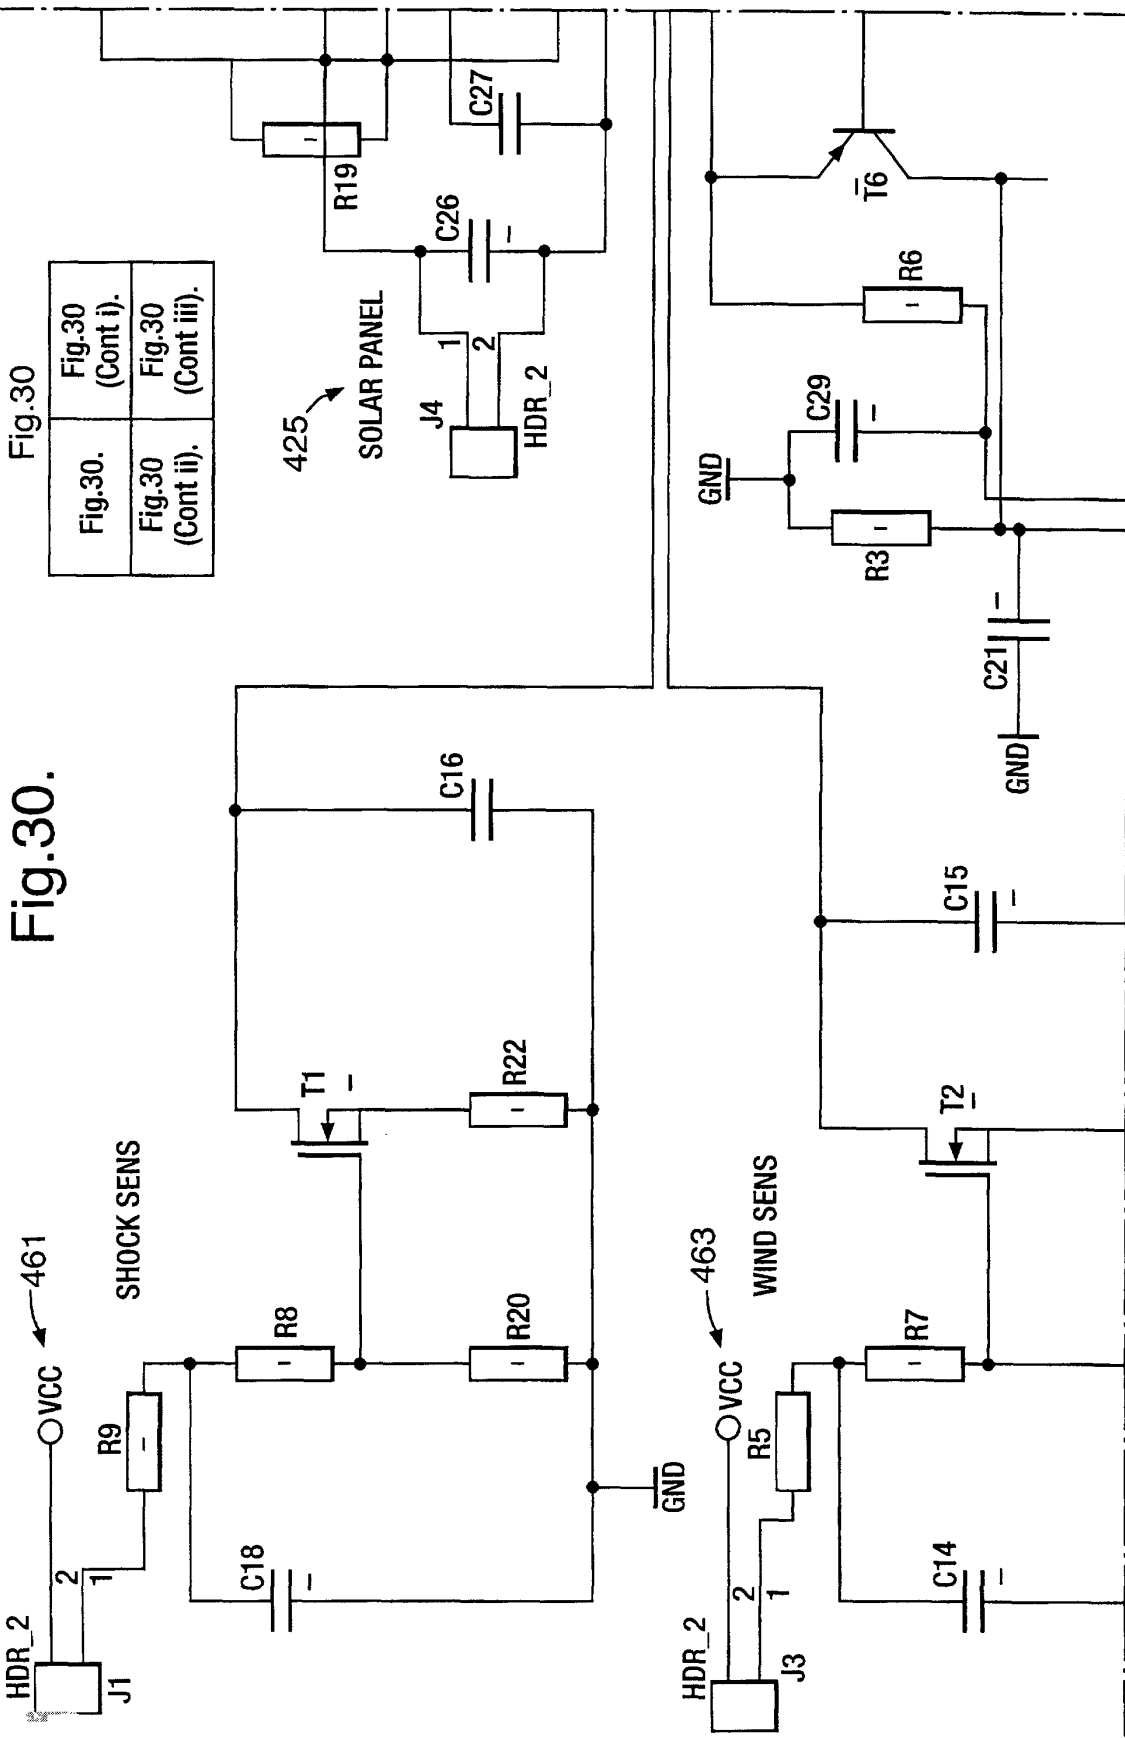 Fig.30.
Fig.30
Fig.30.
Fig.30
(Cont i).
Fig.30
(Cont ii).
Fig.30
(Cont iii).
HDR_2
J1
2
1
VCC
461
R9
SHOCK SENS
C18
R8
R20
T1
R22
C16
GND
425
SOLAR PANEL
J4
HDR_2
1
2
C26
R19
C27
HDR_2
J3
2
1
VCC
463
R5
WIND SENS
C14
R7
T2
C15
GND
C21
R3
GND
C29
R6
T6